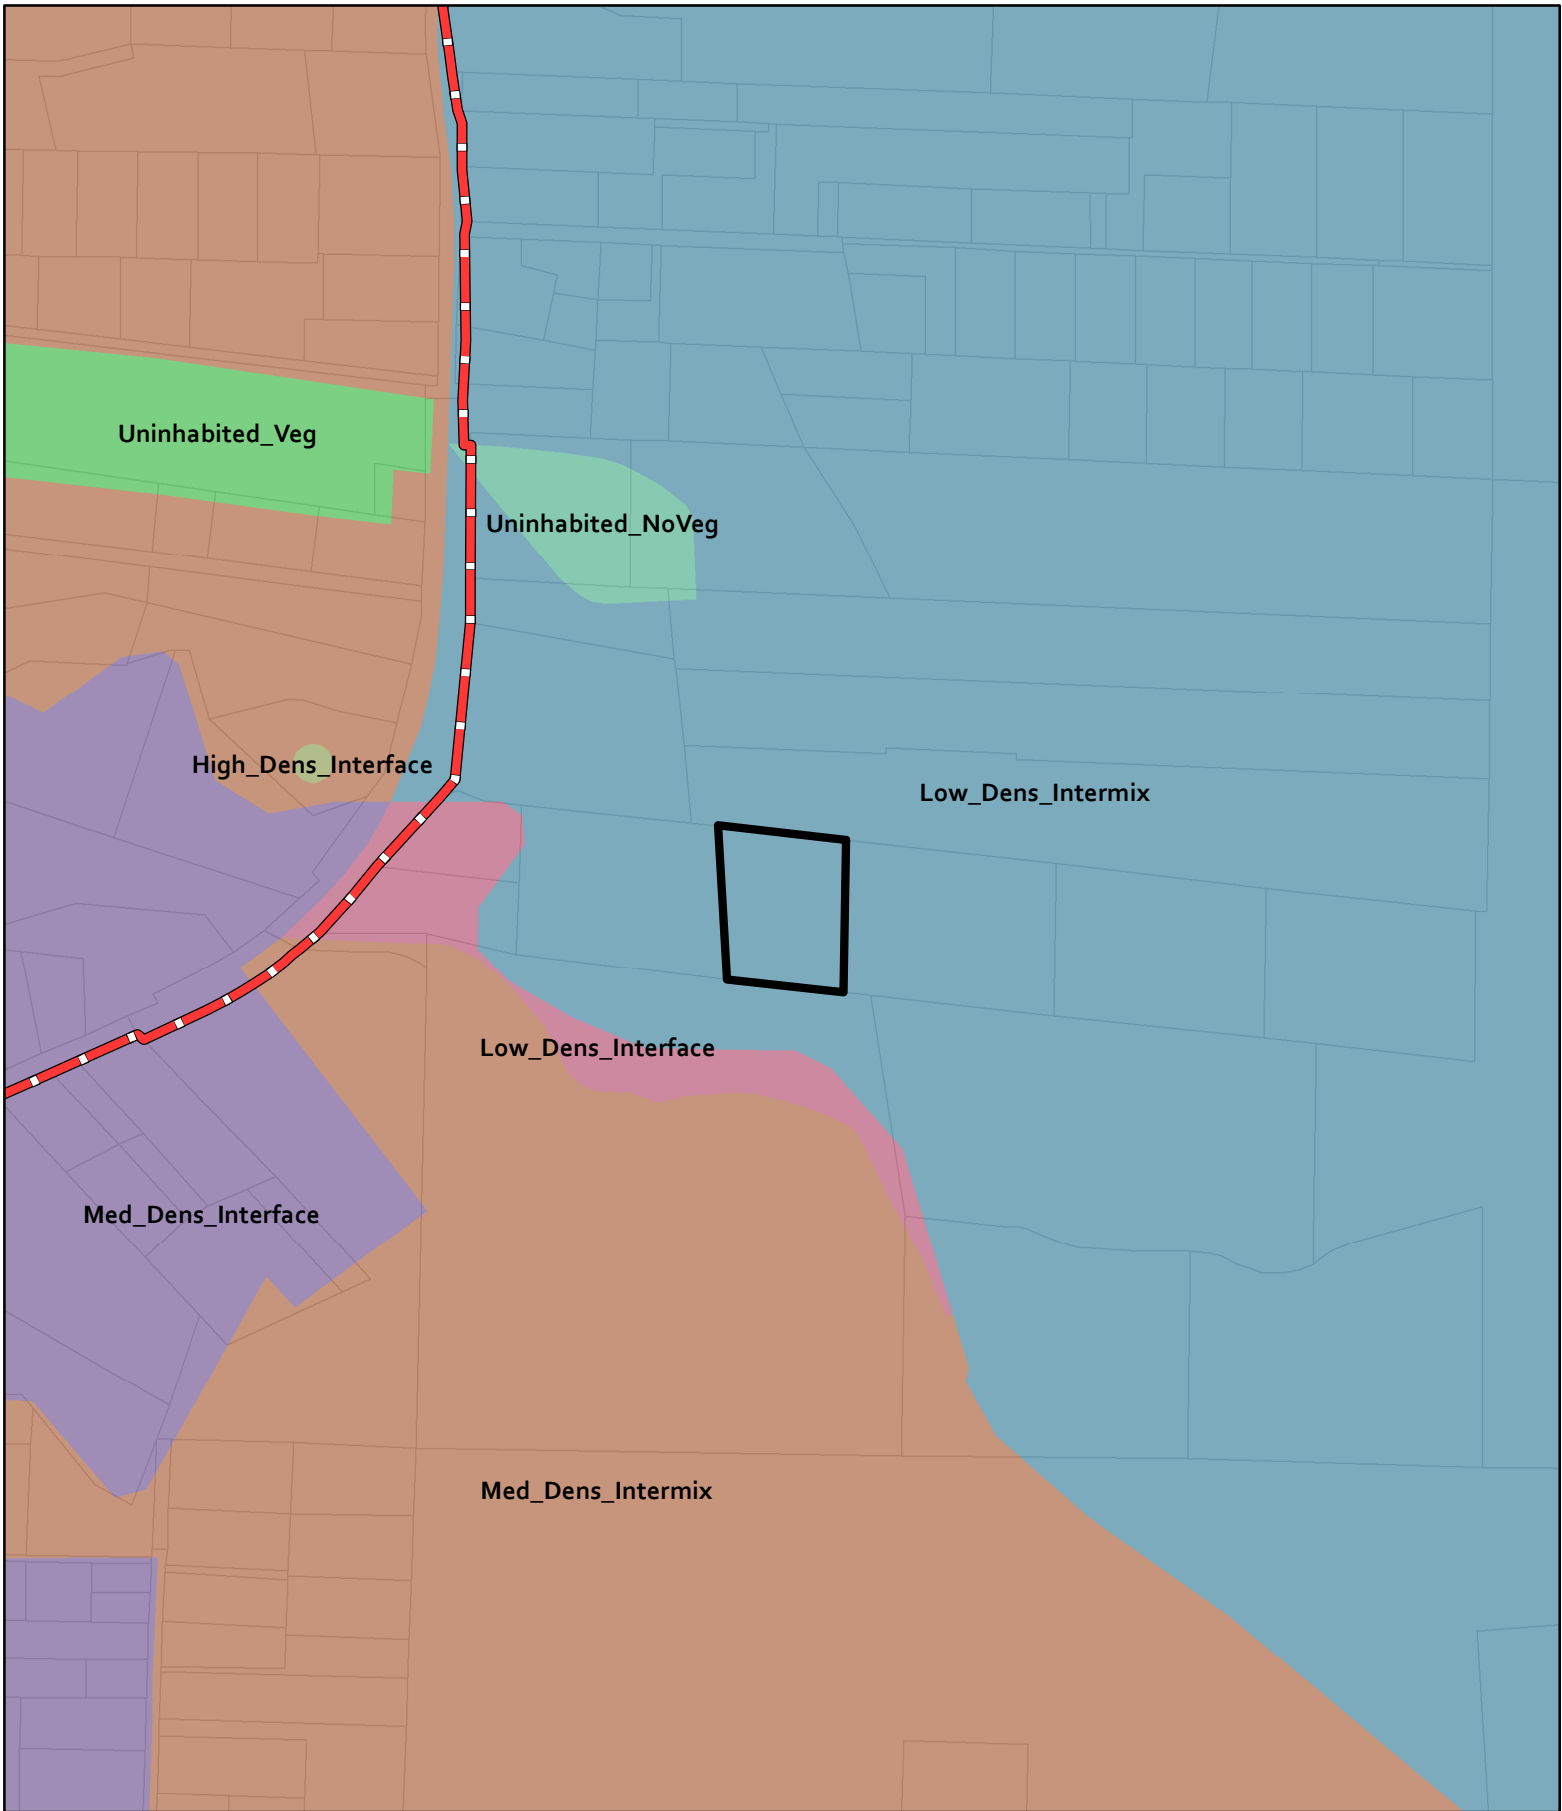 Uninhabited_Veg
Uninhabited_NoVeg
High_Dens_Interface
Low_Dens_Intermix
Low_Dens_Interface
Med_Dens_Interface
Med_Dens_Intermix